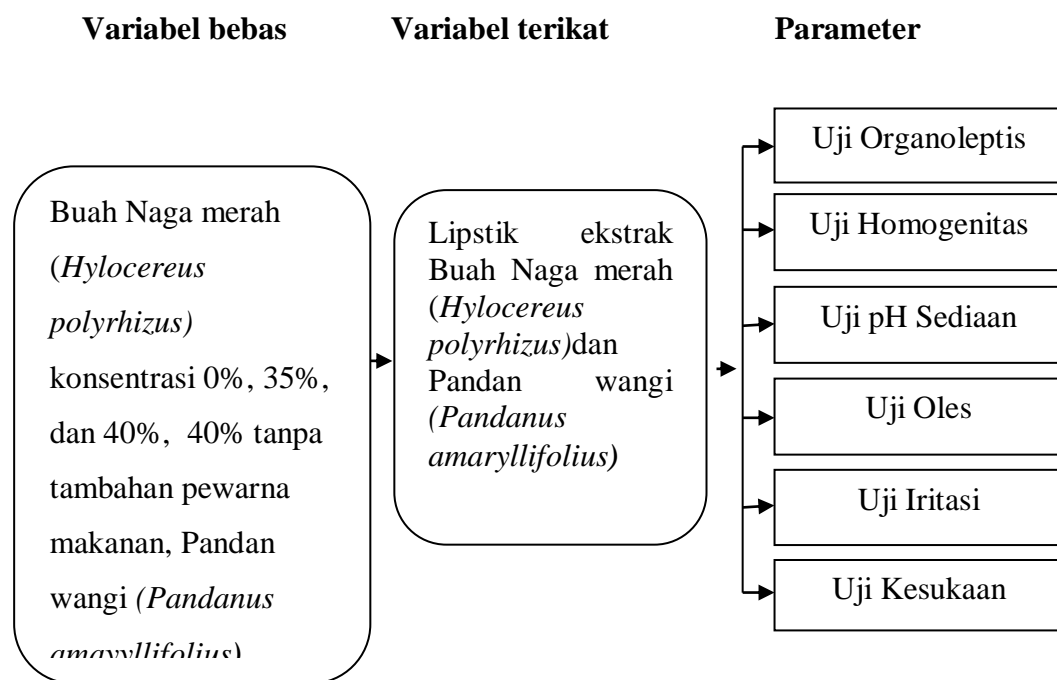 Variabel bebas Variabel terikat Parameter
Buah Naga merah
(Hylocereus
polyrhizus)
konsentrasi 0%, 35%,
dan 40%, 40% tanpa
tambahan pewarna
makanan, Pandan
wangi (Pandanus
amayyllifolius)
Lipstik ekstrak
Buah Naga merah
(Hylocereus
polyrhizus)dan
Pandan wangi
(Pandanus
amaryllifolius)
Uji Organoleptis
Uji Homogenitas
Uji pH Sediaan
Uji Oles
Uji Iritasi
Uji Kesukaan